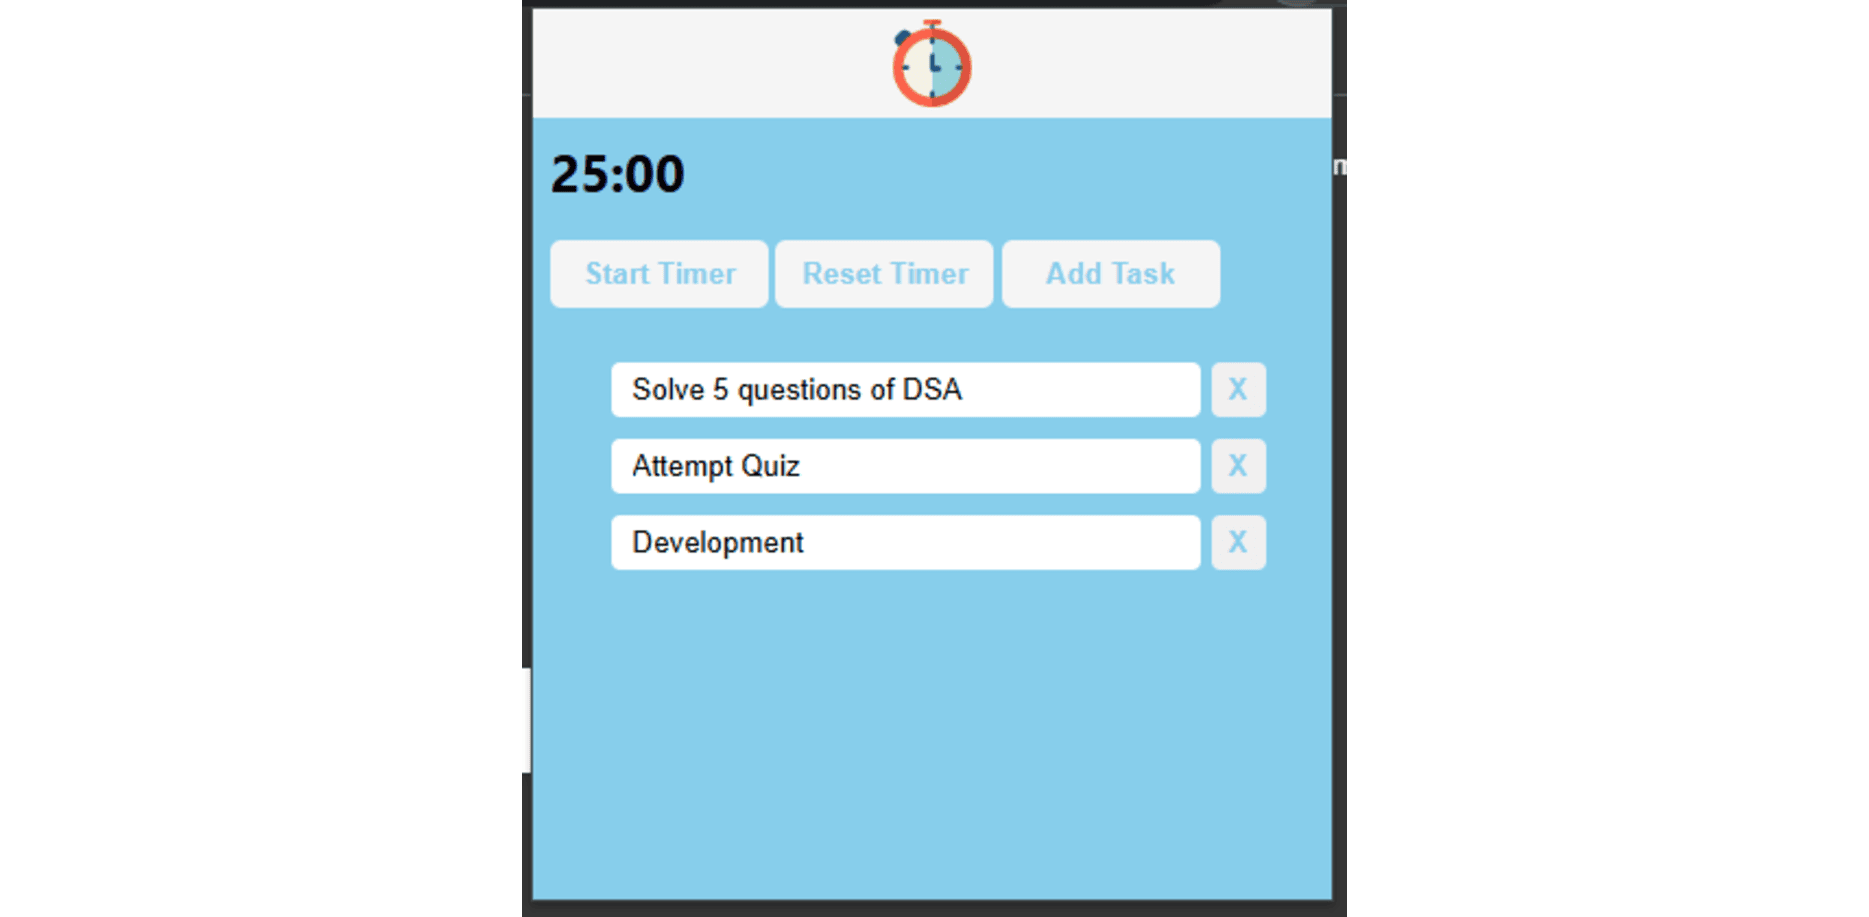 25:00
Start Timer Reset Timer Add Task
Solve 5 questions of DSA X
Attempt Quiz X
Development X